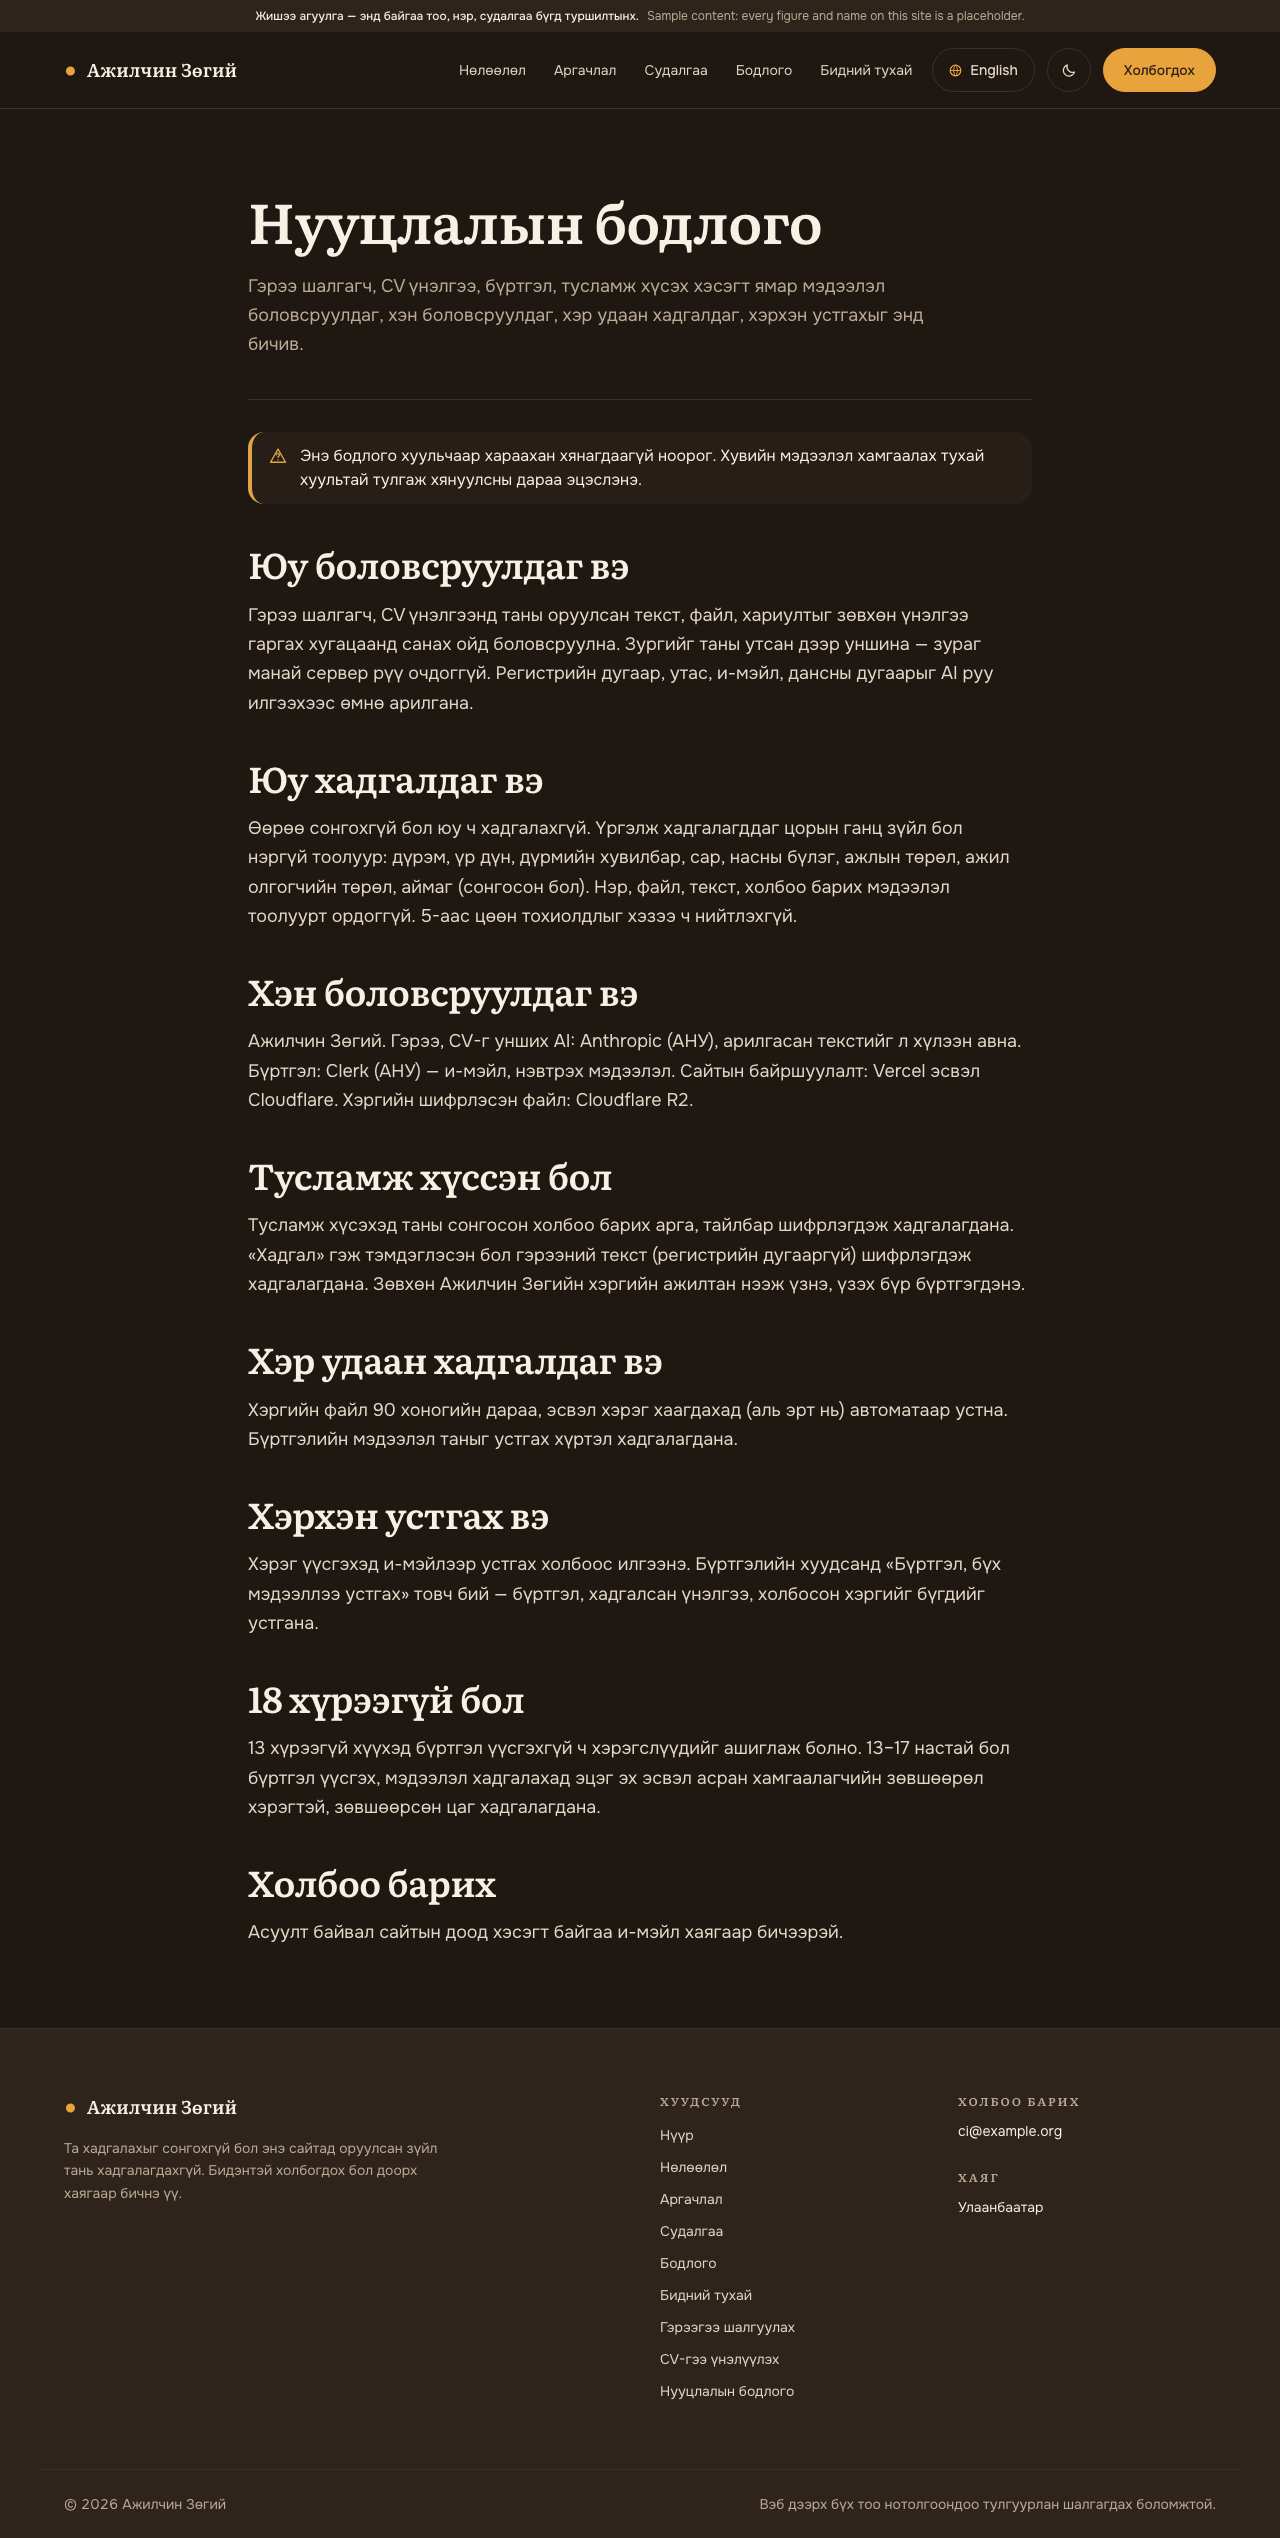 Жишээ агуулга — энд байгаа тоо, нэр, судалгаа бүгд туршилтынх. Sample content: every figure and name on this site is a placeholder.
Ажилчин Зөгий
Нөлөөлөл Аргачлал Судалгаа Бодлого Бидний тухай English Холбогдох
Нууцлалын бодлого
Гэрээ шалгагч, CV үнэлгээ, бүртгэл, тусламж хүсэх хэсэгт ямар мэдээлэл
боловсруулдаг, хэн боловсруулдаг, хэр удаан хадгалдаг, хэрхэн устгахыг энд
бичив.
Энэ бодлого хуульчаар хараахан хянагдаагүй ноорог. Хувийн мэдээлэл хамгаалах тухай
хуультай тулгаж хянуулсны дараа эцэслэнэ.
Юу боловсруулдаг вэ
Гэрээ шалгагч, CV үнэлгээнд таны оруулсан текст, файл, хариултыг зөвхөн үнэлгээ
гаргах хугацаанд санах ойд боловсруулна. Зургийг таны утсан дээр уншина — зураг
манай сервер рүү очдоггүй. Регистрийн дугаар, утас, и-мэйл, дансны дугаарыг AI руу
илгээхээс өмнө арилгана.
Юу хадгалдаг вэ
Өөрөө сонгохгүй бол юу ч хадгалахгүй. Үргэлж хадгалагддаг цорын ганц зүйл бол
нэргүй тоолуур: дүрэм, үр дүн, дүрмийн хувилбар, сар, насны бүлэг, ажлын төрөл, ажил
олгогчийн төрөл, аймаг (сонгосон бол). Нэр, файл, текст, холбоо барих мэдээлэл
тоолуурт ордоггүй. 5-аас цөөн тохиолдлыг хэзээ ч нийтлэхгүй.
Хэн боловсруулдаг вэ
Ажилчин Зөгий. Гэрээ, CV-г унших AI: Anthropic (АНУ), арилгасан текстийг л хүлээн авна.
Бүртгэл: Clerk (АНУ) — и-мэйл, нэвтрэх мэдээлэл. Сайтын байршуулалт: Vercel эсвэл
Cloudflare. Хэргийн шифрлэсэн файл: Cloudflare R2.
Тусламж хүссэн бол
Тусламж хүсэхэд таны сонгосон холбоо барих арга, тайлбар шифрлэгдэж хадгалагдана.
«Хадгал» гэж тэмдэглэсэн бол гэрээний текст (регистрийн дугааргүй) шифрлэгдэж
хадгалагдана. Зөвхөн Ажилчин Зөгийн хэргийн ажилтан нээж үзнэ, үзэх бүр бүртгэгдэнэ.
Хэр удаан хадгалдаг вэ
Хэргийн файл 90 хоногийн дараа, эсвэл хэрэг хаагдахад (аль эрт нь) автоматаар устна.
Бүртгэлийн мэдээлэл таныг устгах хүртэл хадгалагдана.
Хэрхэн устгах вэ
Хэрэг үүсгэхэд и-мэйлээр устгах холбоос илгээнэ. Бүртгэлийн хуудсанд «Бүртгэл, бүх
мэдээллээ устгах» товч бий — бүртгэл, хадгалсан үнэлгээ, холбосон хэргийг бүгдийг
устгана.
18 хүрээгүй бол
13 хүрээгүй хүүхэд бүртгэл үүсгэхгүй ч хэрэгслүүдийг ашиглаж болно. 13–17 настай бол
бүртгэл үүсгэх, мэдээлэл хадгалахад эцэг эх эсвэл асран хамгаалагчийн зөвшөөрөл
хэрэгтэй, зөвшөөрсөн цаг хадгалагдана.
Холбоо барих
Асуулт байвал сайтын доод хэсэгт байгаа и-мэйл хаягаар бичээрэй.
Ажилчин Зөгий
Та хадгалахыг сонгохгүй бол энэ сайтад оруулсан зүйл
тань хадгалагдахгүй. Бидэнтэй холбогдох бол доорх
хаягаар бичнэ үү.
ХУУДСУУД
Нүүр
Нөлөөлөл
Аргачлал
Судалгаа
Бодлого
Бидний тухай
Гэрээгээ шалгуулах
CV-гээ үнэлүүлэх
Нууцлалын бодлого
ХОЛБОО БАРИХ
ci@example.org
ХАЯГ
Улаанбаатар
© 2026 Ажилчин Зөгий
Вэб дээрх бүх тоо нотолгоондоо тулгуурлан шалгагдах боломжтой.